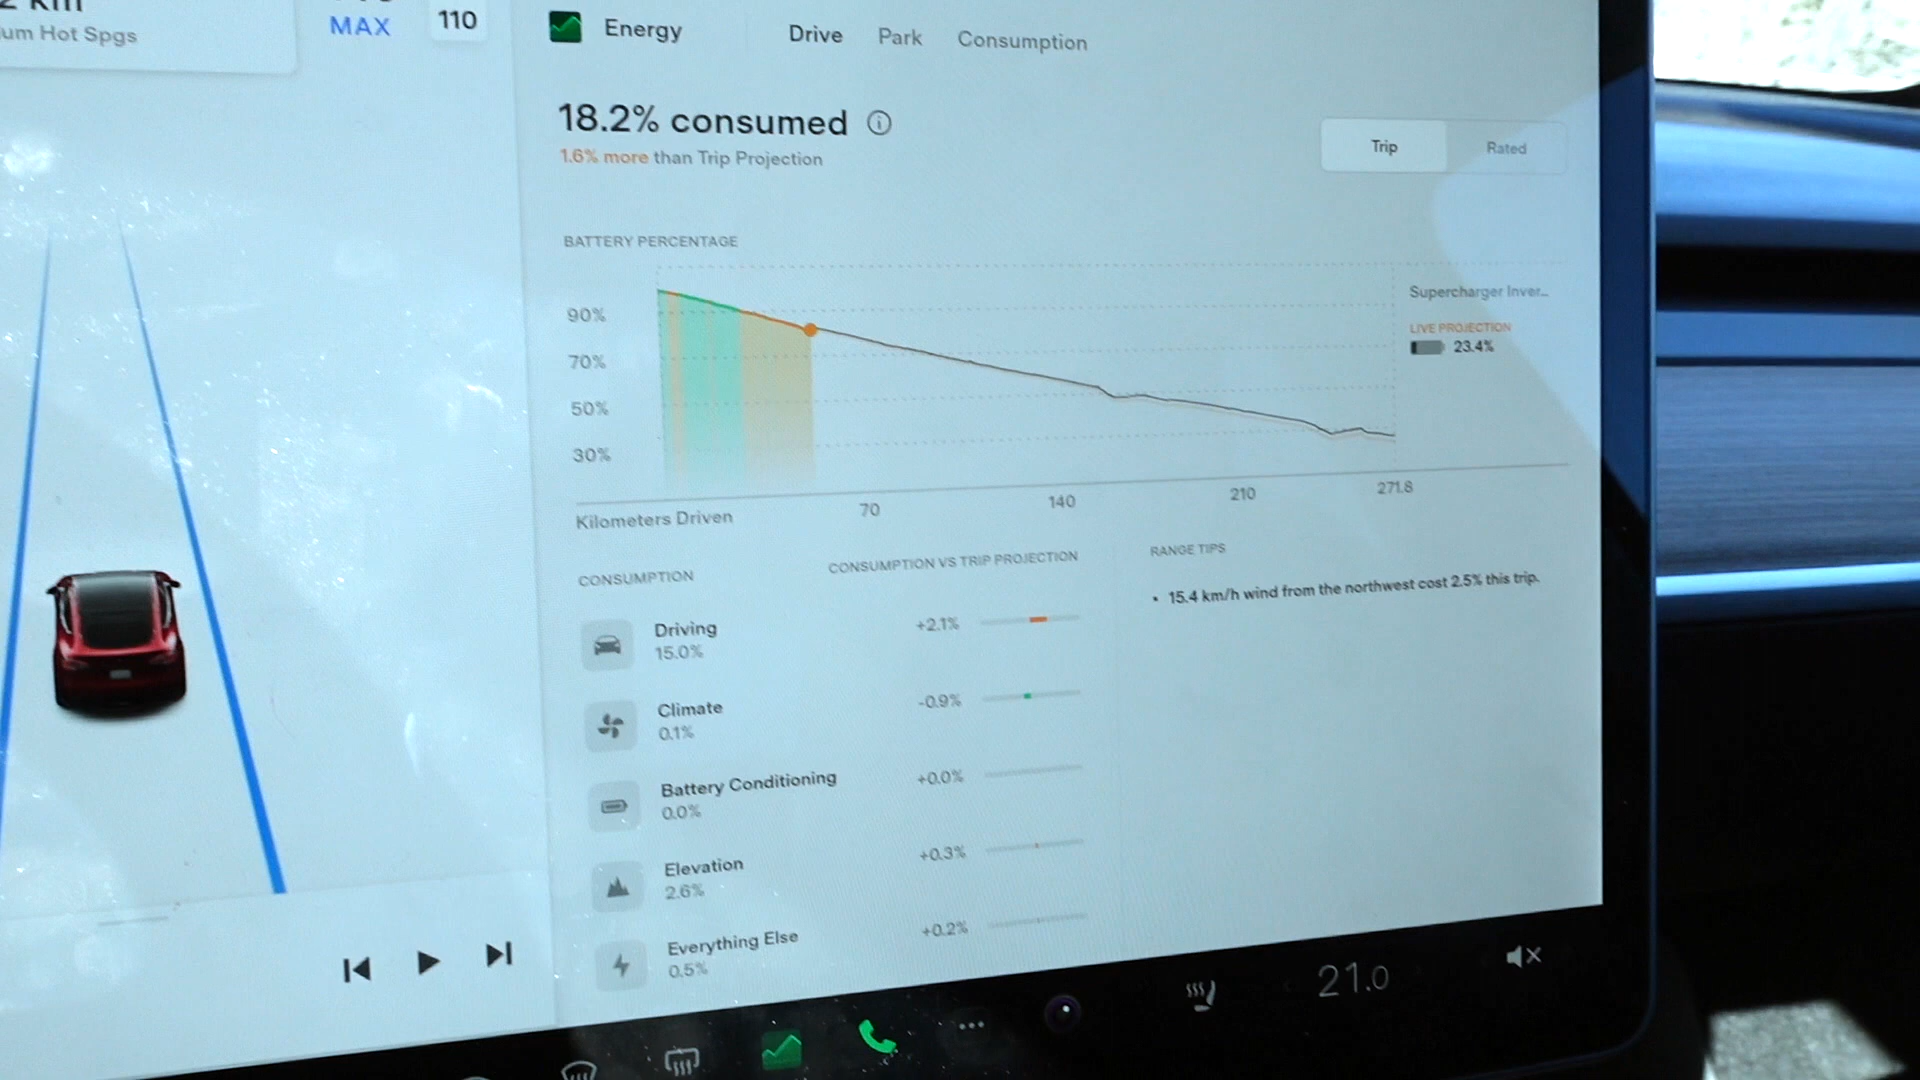 um Hot Spgs
MAX
110
Energy
Drive
Park
Consumption
18.2% consumed
1.6% more than Trip Projection
Trip
Rated
BATTERY PERCENTAGE
90%
70%
50%
30%
Supercharger Inver...
LIVE PROJECTION
23.4%
Kilometers Driven
70
140
210
271.8
CONSUMPTION
CONSUMPTION VS TRIP PROJECTION
RANGE TIPS
• 15.4 km/h wind from the northwest cost 2.5% this trip.
Driving
15.0%
+2.1%
Climate
0.1%
-0.9%
Battery Conditioning
0.0%
+0.0%
Elevation
2.6%
+0.3%
Everything Else
0.5%
+0.2%
21.0